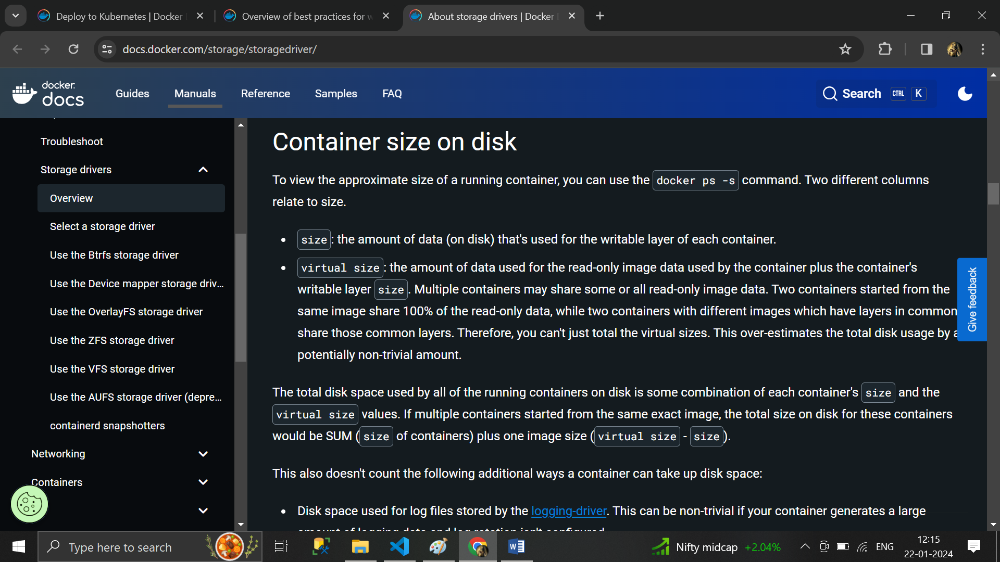 Deploy to Kubernetes | Docker
Overview of best practices for w
About storage drivers | Docker
docs.docker.com/storage/storagedriver/
docker docs
Guides
Manuals
Reference
Samples
FAQ
Search CTRL K
Troubleshoot
Storage drivers
Overview
Select a storage driver
Use the Btrfs storage driver
Use the Device mapper storage driv...
Use the OverlayFS storage driver
Use the ZFS storage driver
Use the VFS storage driver
Use the AUFS storage driver (depre...
containerd snapshotters
Networking
Containers
Container size on disk
To view the approximate size of a running container, you can use the docker ps -s command. Two different columns
relate to size.
• size: the amount of data (on disk) that's used for the writable layer of each container.
• virtual size: the amount of data used for the read-only image data used by the container plus the container's
writable layer size. Multiple containers may share some or all read-only image data. Two containers started from the
same image share 100% of the read-only data, while two containers with different images which have layers in common
share those common layers. Therefore, you can't just total the virtual sizes. This over-estimates the total disk usage by a
potentially non-trivial amount.
The total disk space used by all of the running containers on disk is some combination of each container's size and the
virtual size values. If multiple containers started from the same exact image, the total size on disk for these containers
would be SUM (size of containers) plus one image size (virtual size - size).
This also doesn't count the following additional ways a container can take up disk space:
• Disk space used for log files stored by the logging-driver. This can be non-trivial if your container generates a large
amount of logging data and log rotation isn't configured.
Give feedback
Type here to search
Nifty midcap +2.04%
ENG
12:15
22-01-2024